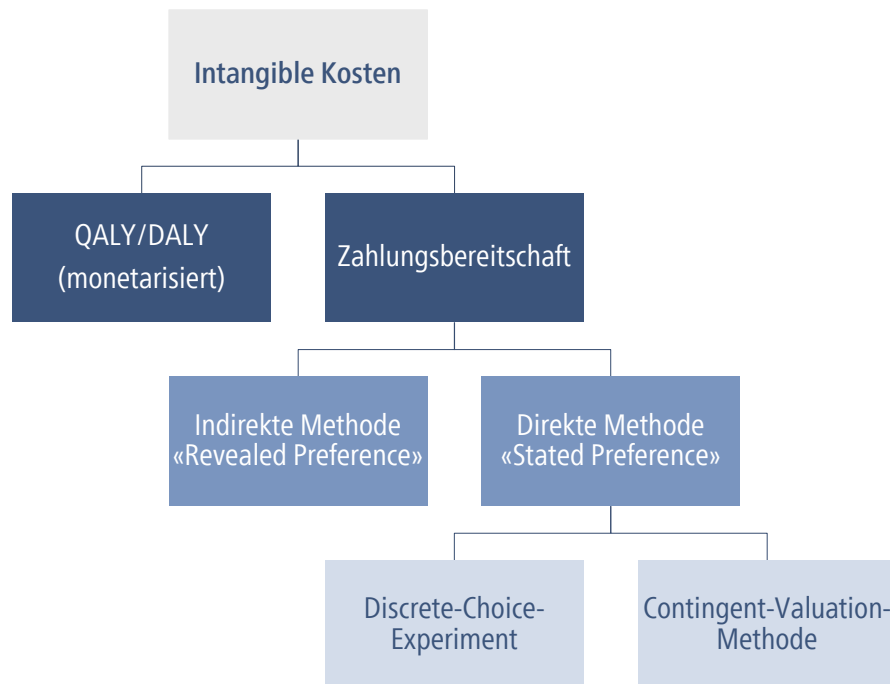 Intangible Kosten
QALY/DALY
(monetarisiert)
Zahlungsbereitschaft
Indirekte Methode
«Revealed Preference»
Direkte Methode
«Stated Preference»
Discrete-Choice-
Experiment
Contingent-Valuation-
Methode